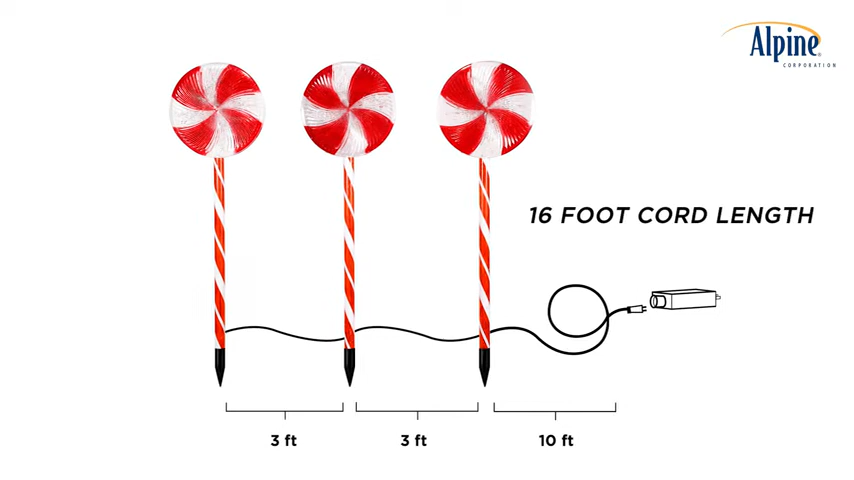 Alpine
CORPORATION
16 FOOT CORD LENGTH
3 ft
3 ft
10 ft